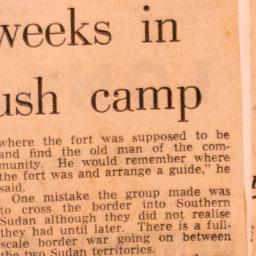 weeks in
ush camp
where the fort was supposed to be
and find the old man of the com-
munity. He would remember where
the fort was and arrange a guide," he
said.
One mistake the group made was
to cross the border into Southern
Sudan although they did not realise
they had until later. There is a full-
scale border war going on between
the two Sudan territories.